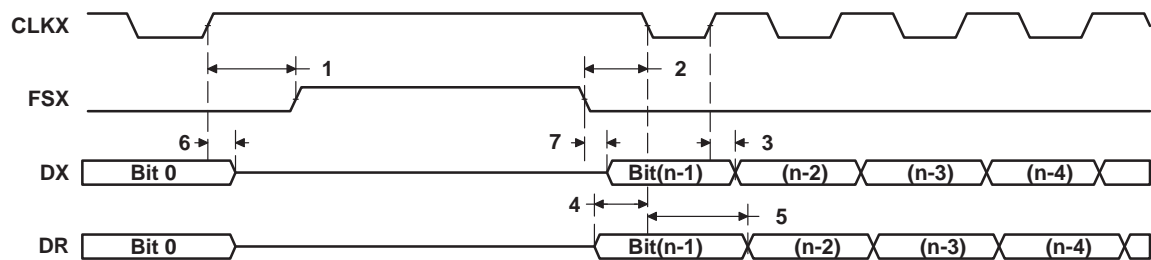 CLKX
1 2
FSX
6 7 3
DX Bit 0 Bit(n-1) (n-2) (n-3) (n-4)
4 5
DR Bit 0 Bit(n-1) (n-2) (n-3) (n-4)